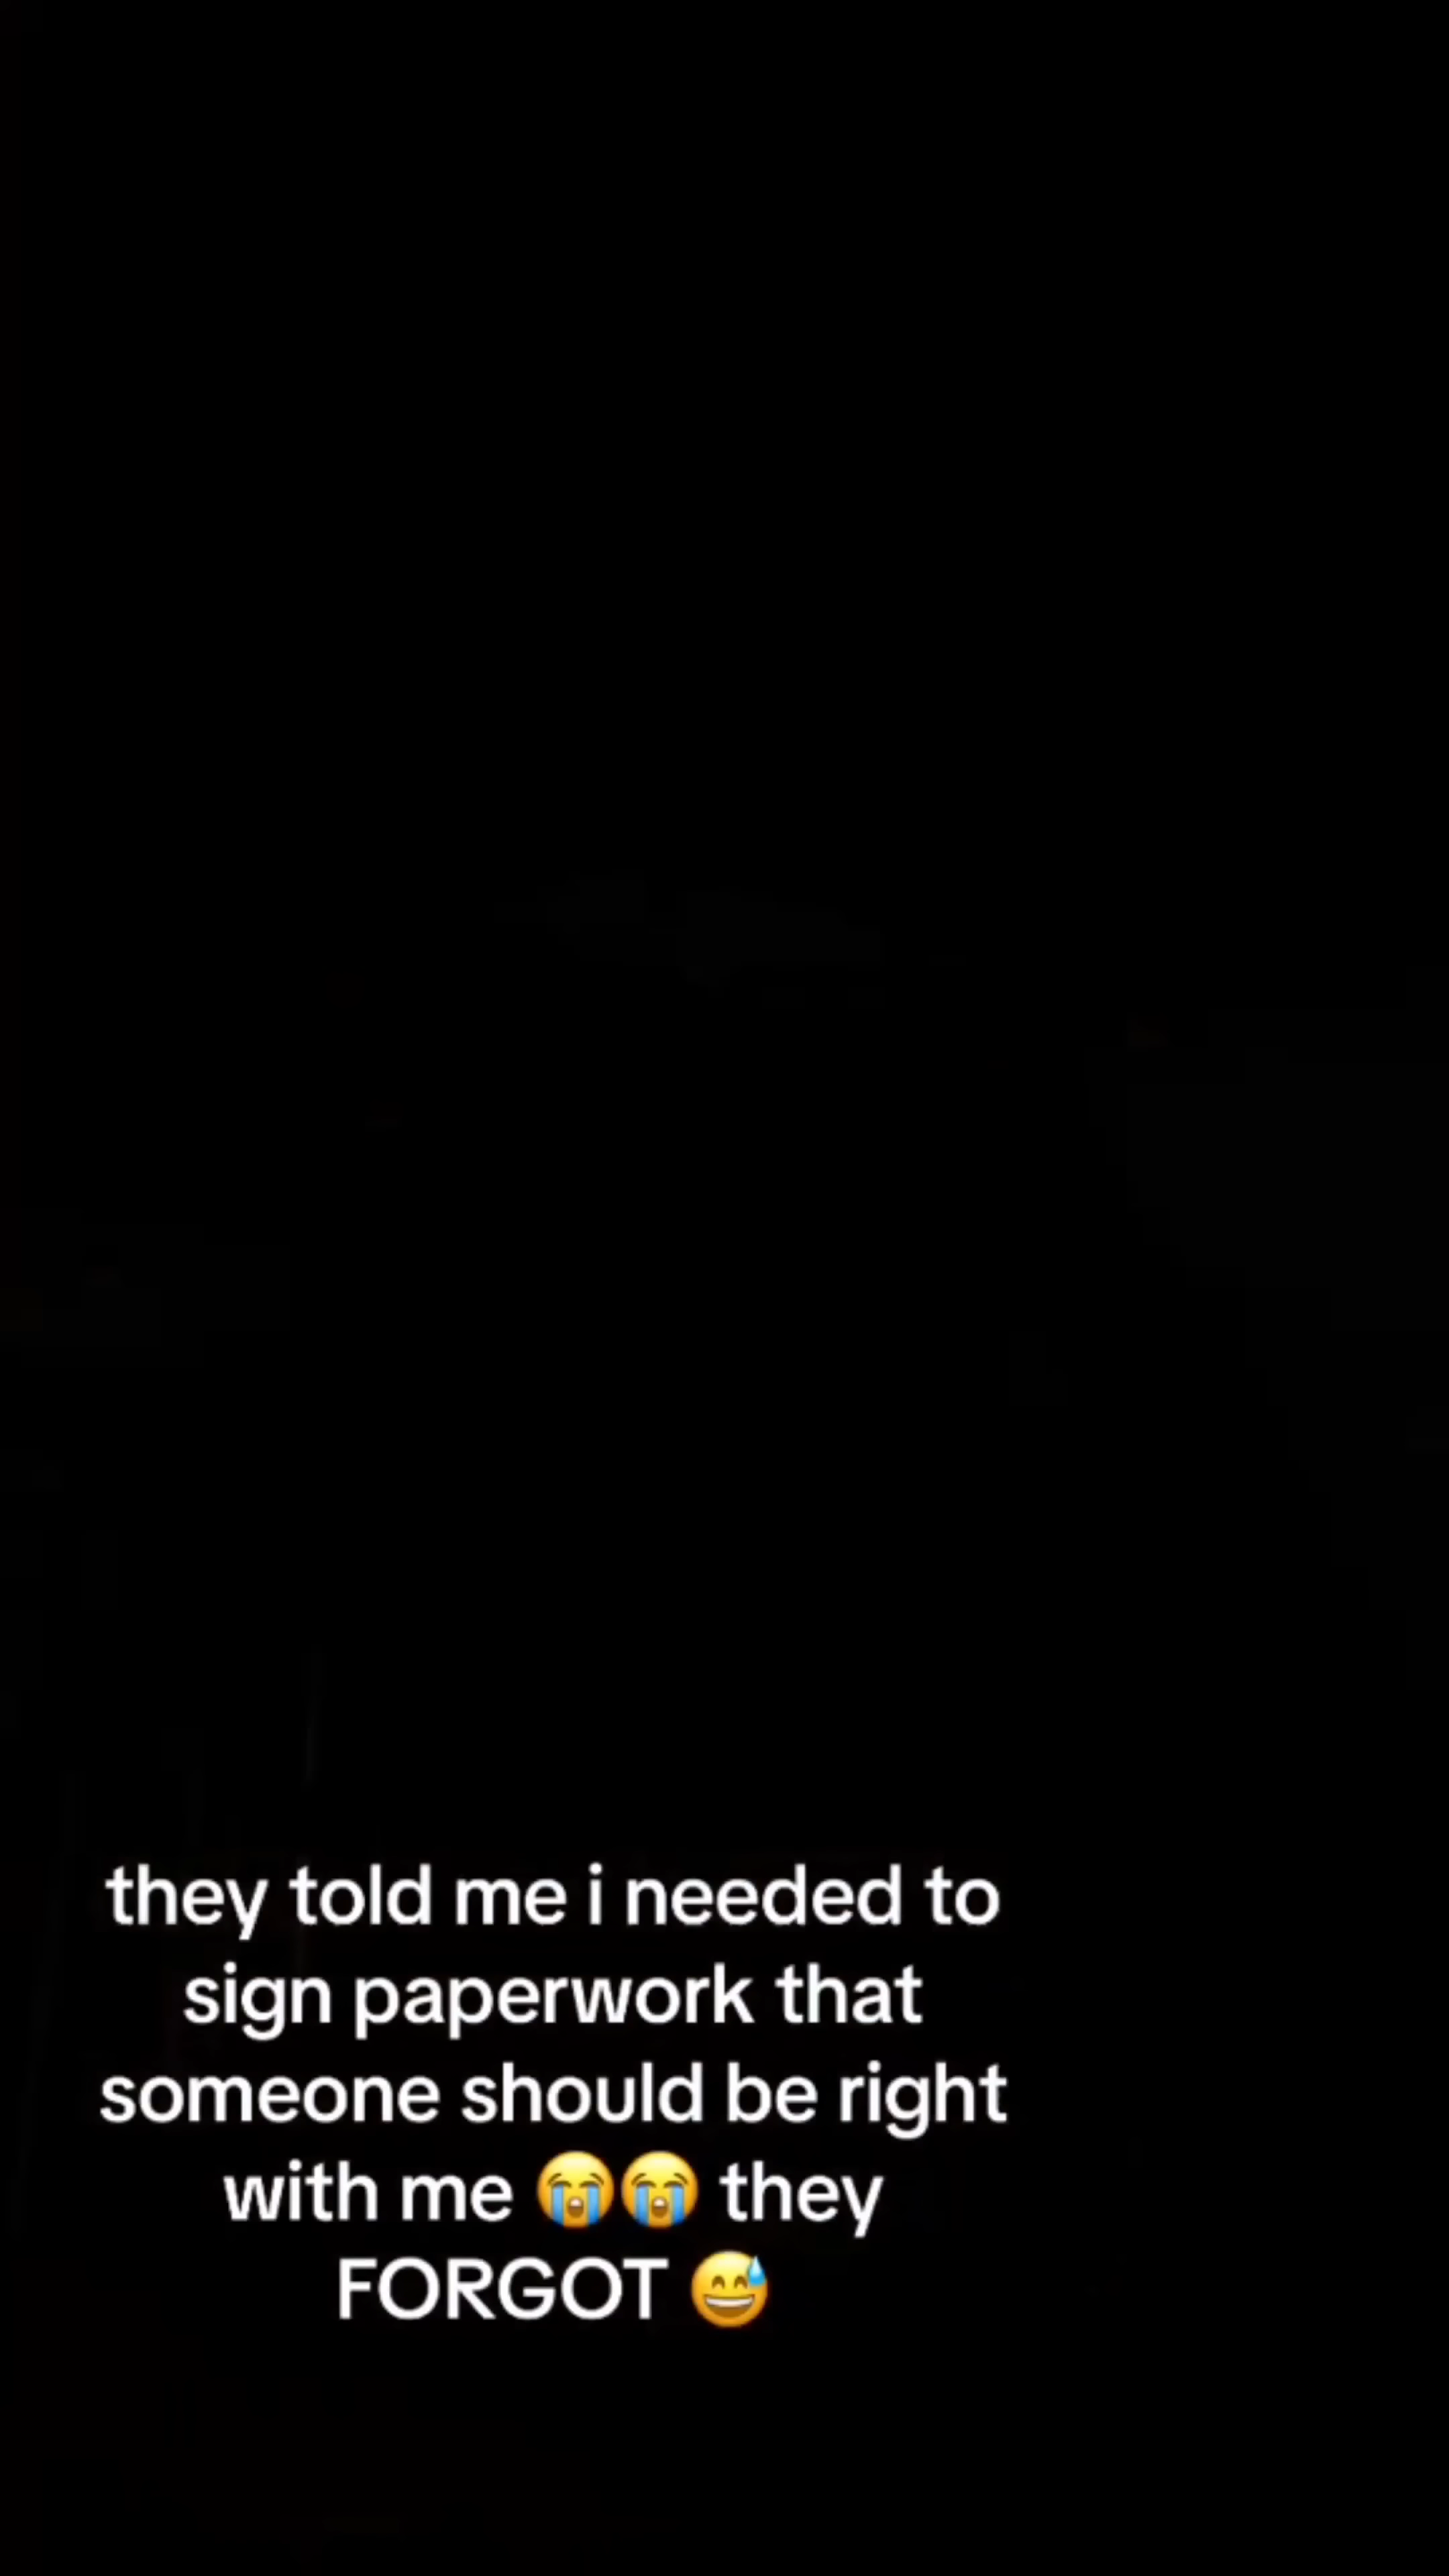 they told me i needed to
sign paperwork that
someone should be right
with me 😭😭 they
FORGOT 😅